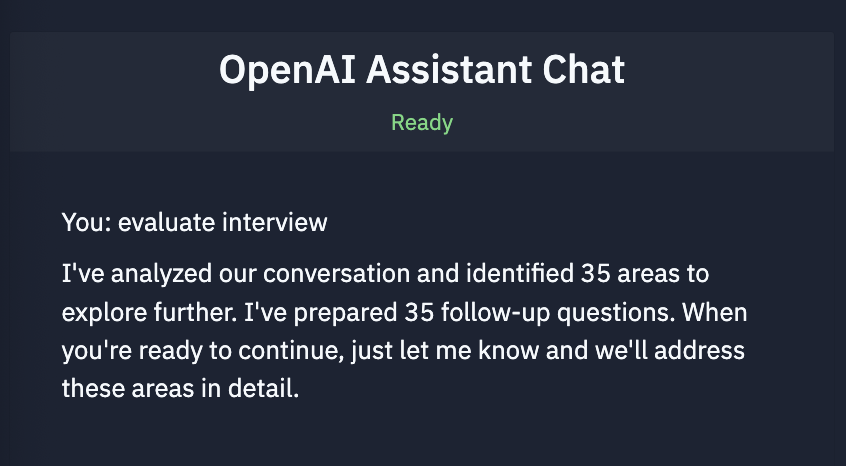 OpenAI Assistant Chat
Ready
You: evaluate interview
I've analyzed our conversation and identified 35 areas to
explore further. I've prepared 35 follow-up questions. When
you're ready to continue, just let me know and we'll address
these areas in detail.